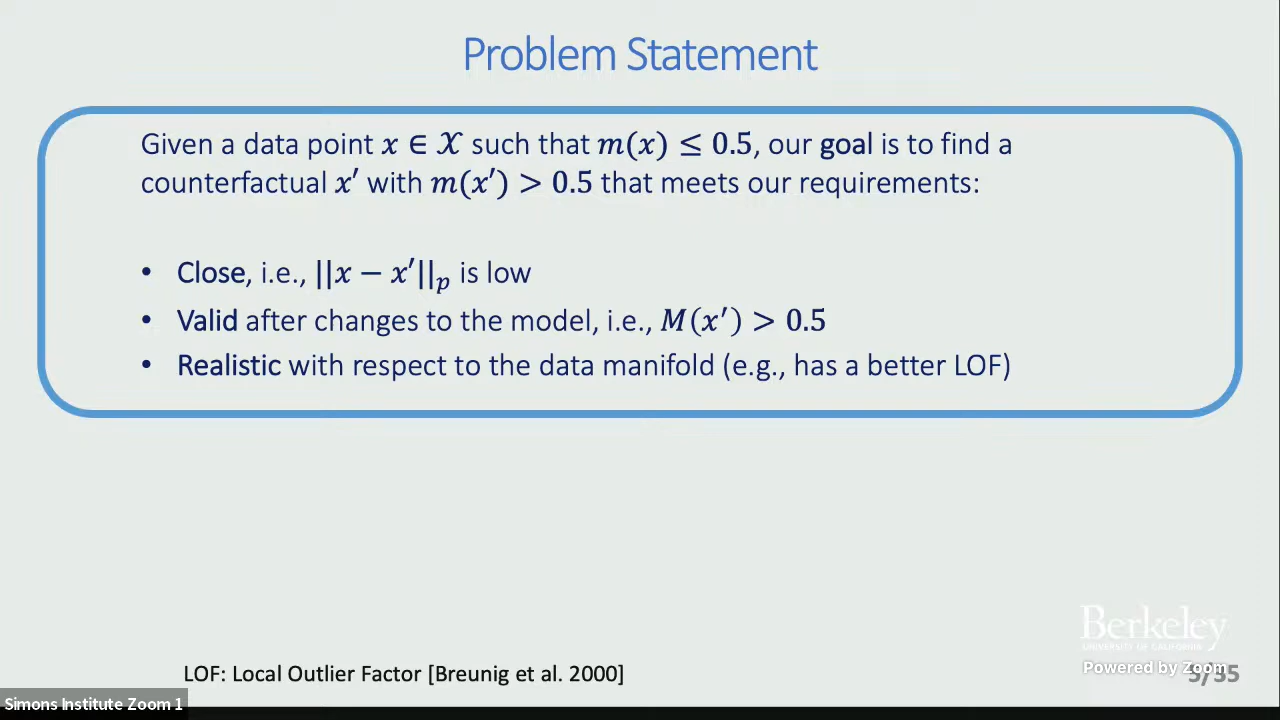 Problem Statement
Given a data point x ∈ 𝒳 such that m(x) ≤ 0.5, our goal is to find a
counterfactual x′ with m(x′) > 0.5 that meets our requirements:
• Close, i.e., ||x − x′||ₚ is low
• Valid after changes to the model, i.e., M(x′) > 0.5
• Realistic with respect to the data manifold (e.g., has a better LOF)
Berkeley
UNIVERSITY OF CALIFORNIA
Powered by Zoom
LOF: Local Outlier Factor [Breunig et al. 2000]
Simons Institute Zoom 1